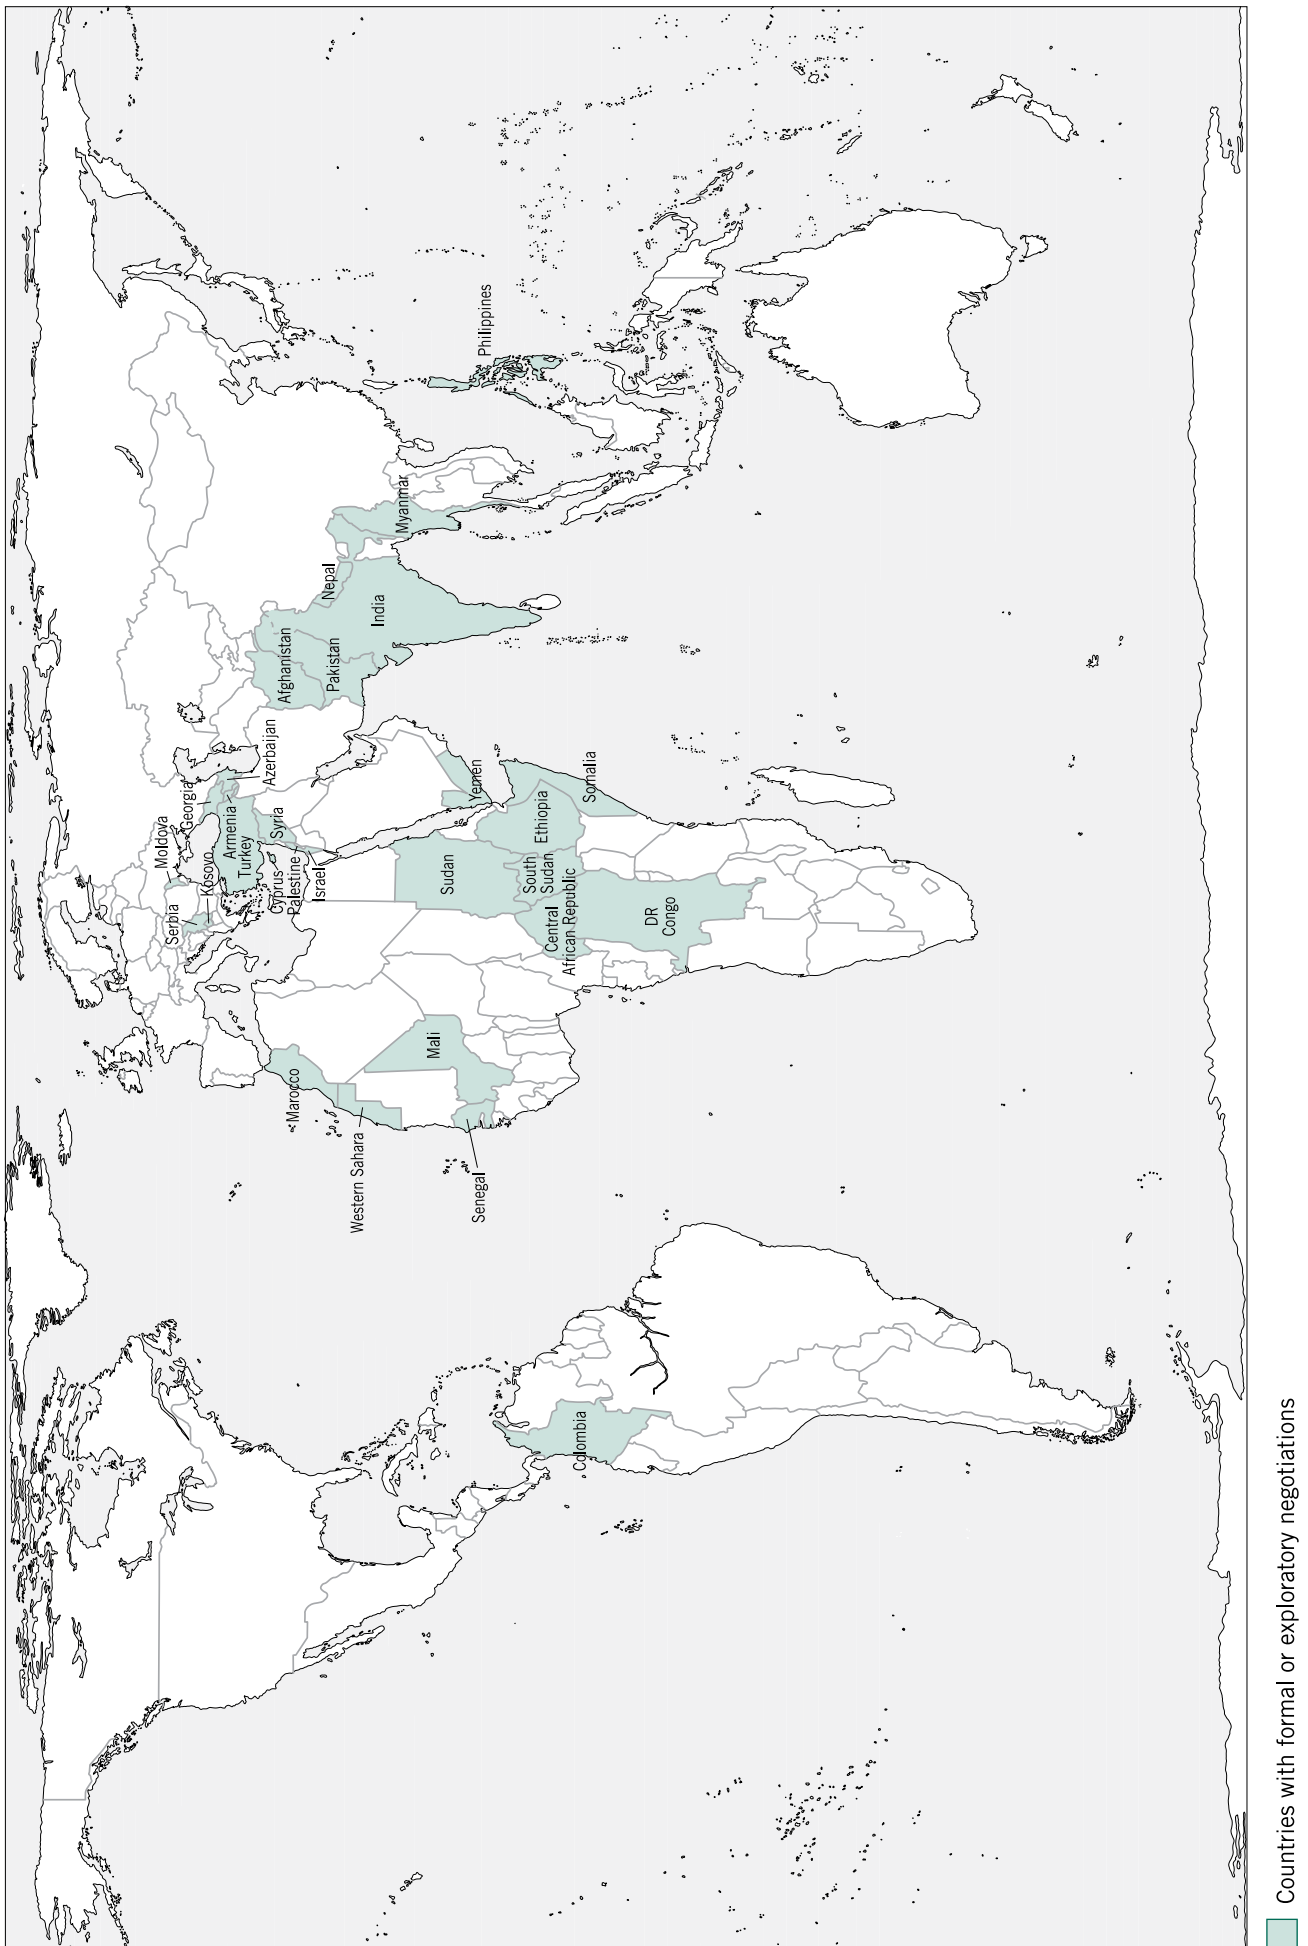 Moldova
Georgia
Serbia
Kosovo
Armenia
Azerbaijan
Turkey
Syria
Cyprus
Palestine
Israel
Marocco
Western Sahara
Mali
Senegal
Sudan
South
Sudan
Ethiopia
Yemen
Somalia
Central
African Republic
DR
Congo
Afghanistan
Pakistan
Nepal
India
Myanmar
Philippines
Colombia
Countries with formal or exploratory negotiations